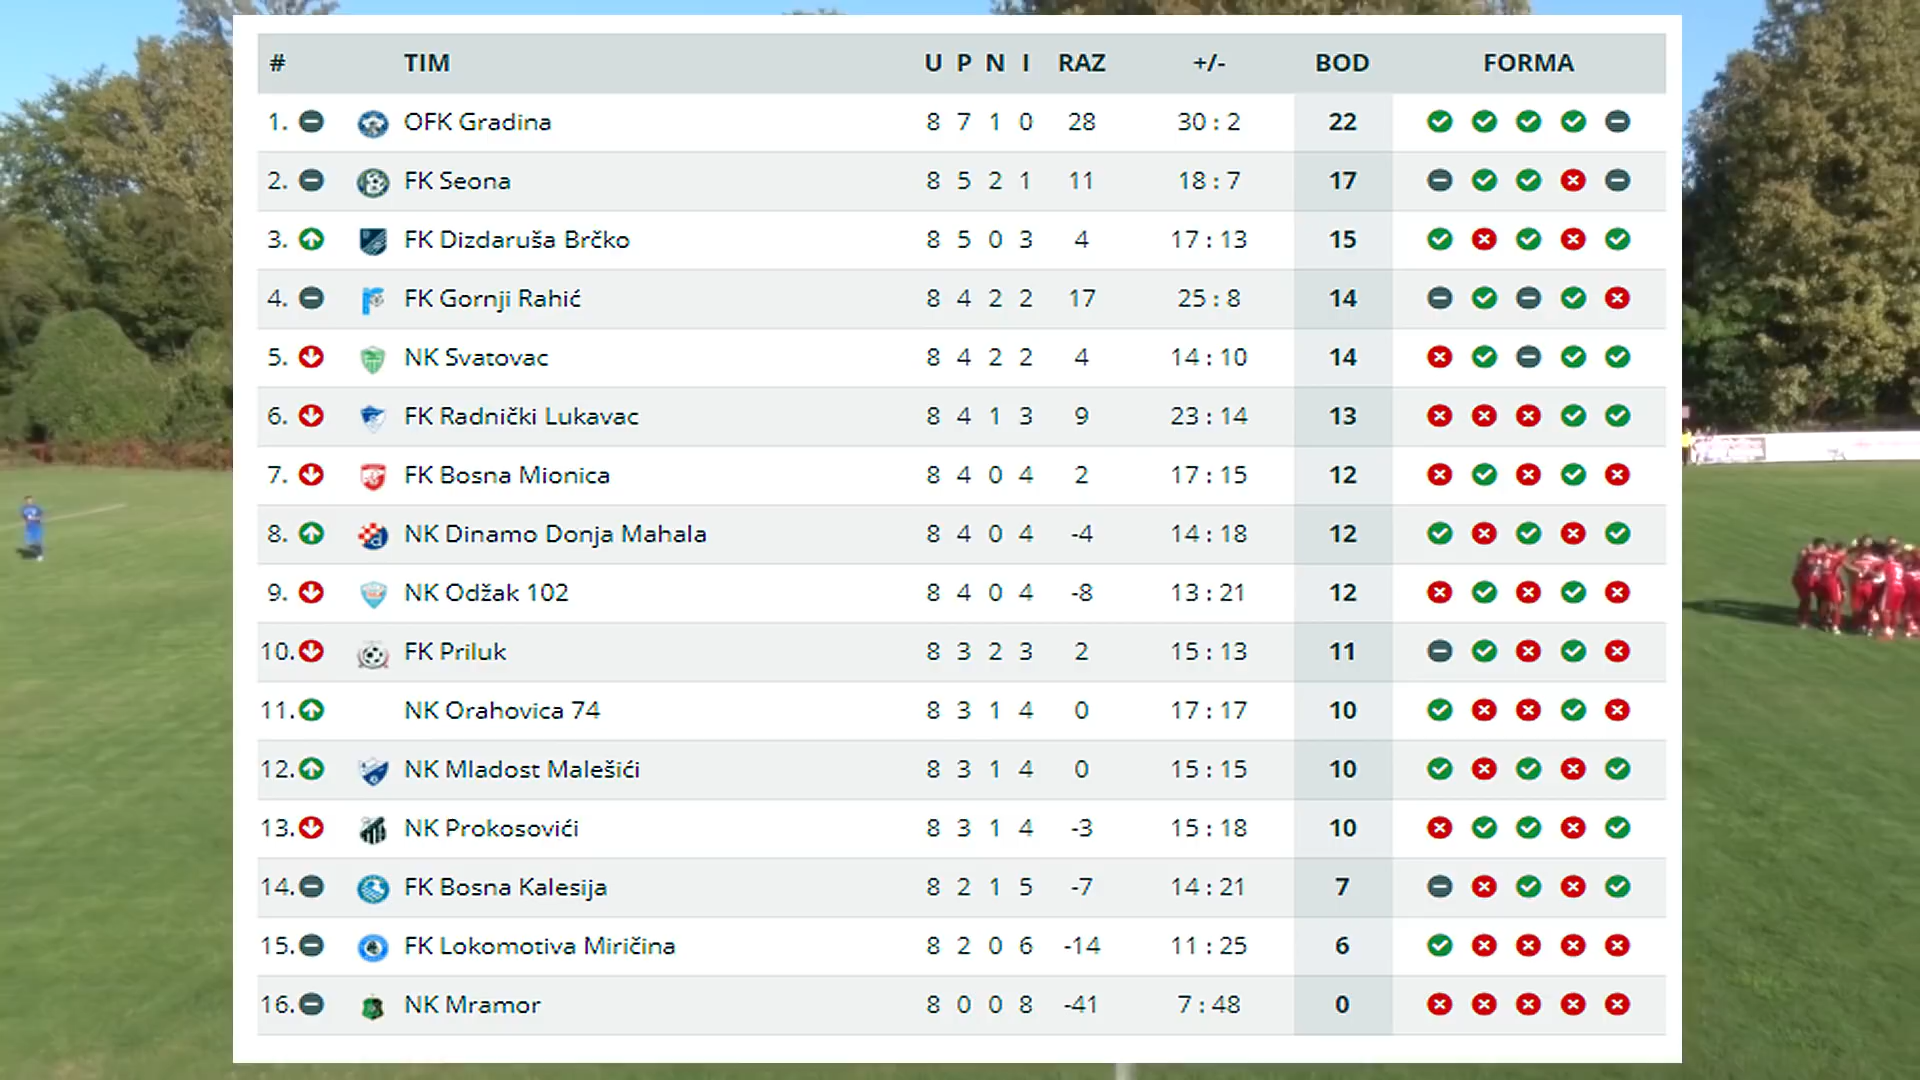 # TIM U P N I RAZ +/- BOD FORMA
1. OFK Gradina 8 7 1 0 28 30 : 2 22
2. FK Seona 8 5 2 1 11 18 : 7 17
3. FK Dizdaruša Brčko 8 5 0 3 4 17 : 13 15
4. FK Gornji Rahić 8 4 2 2 17 25 : 8 14
5. NK Svatovac 8 4 2 2 4 14 : 10 14
6. FK Radnički Lukavac 8 4 1 3 9 23 : 14 13
7. FK Bosna Mionica 8 4 0 4 2 17 : 15 12
8. NK Dinamo Donja Mahala 8 4 0 4 -4 14 : 18 12
9. NK Odžak 102 8 4 0 4 -8 13 : 21 12
10. FK Priluk 8 3 2 3 2 15 : 13 11
11. NK Orahovica 74 8 3 1 4 0 17 : 17 10
12. NK Mladost Malešići 8 3 1 4 0 15 : 15 10
13. NK Prokosovići 8 3 1 4 -3 15 : 18 10
14. FK Bosna Kalesija 8 2 1 5 -7 14 : 21 7
15. FK Lokomotiva Miričina 8 2 0 6 -14 11 : 25 6
16. NK Mramor 8 0 0 8 -41 7 : 48 0